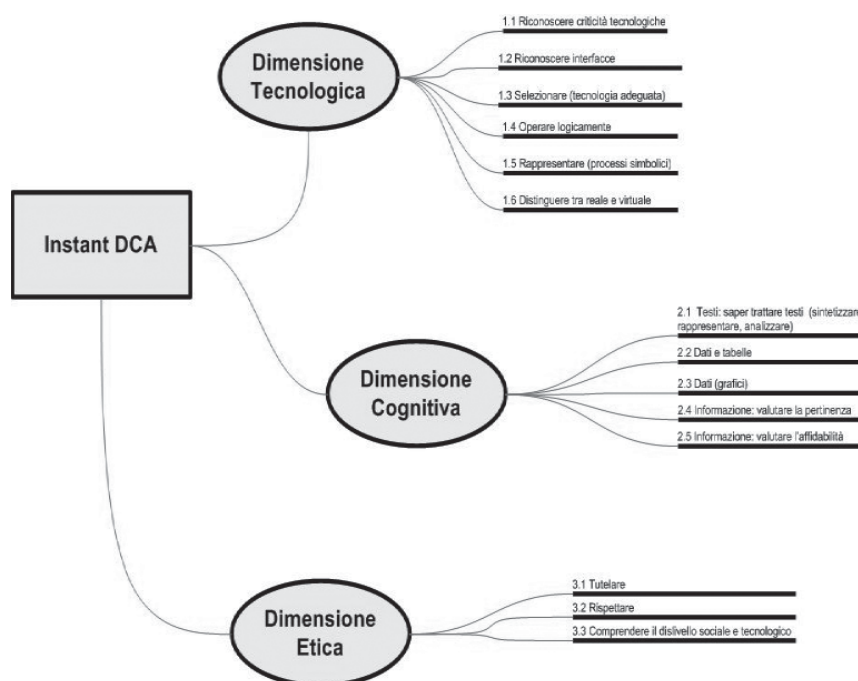 Dimensione
Tecnologica
1.1 Riconoscere criticità tecnologiche
1.2 Riconoscere interfacce
1.3 Selezionare (tecnologia adeguata)
1.4 Operare logicamente
1.5 Rappresentare (processi simbolici)
1.6 Distinguere tra reale e virtuale
Instant DCA
Dimensione
Cognitiva
2.1 Testi: saper trattare testi (sintetizzare
rappresentare, analizzare)
2.2 Dati e tabelle
2.3 Dati (grafici)
2.4 Informazione: valutare la pertinenza
2.5 Informazione: valutare l'affidabilità
Dimensione
Etica
3.1 Tutelare
3.2 Rispettare
3.3 Comprendere il dislivello sociale e tecnologico